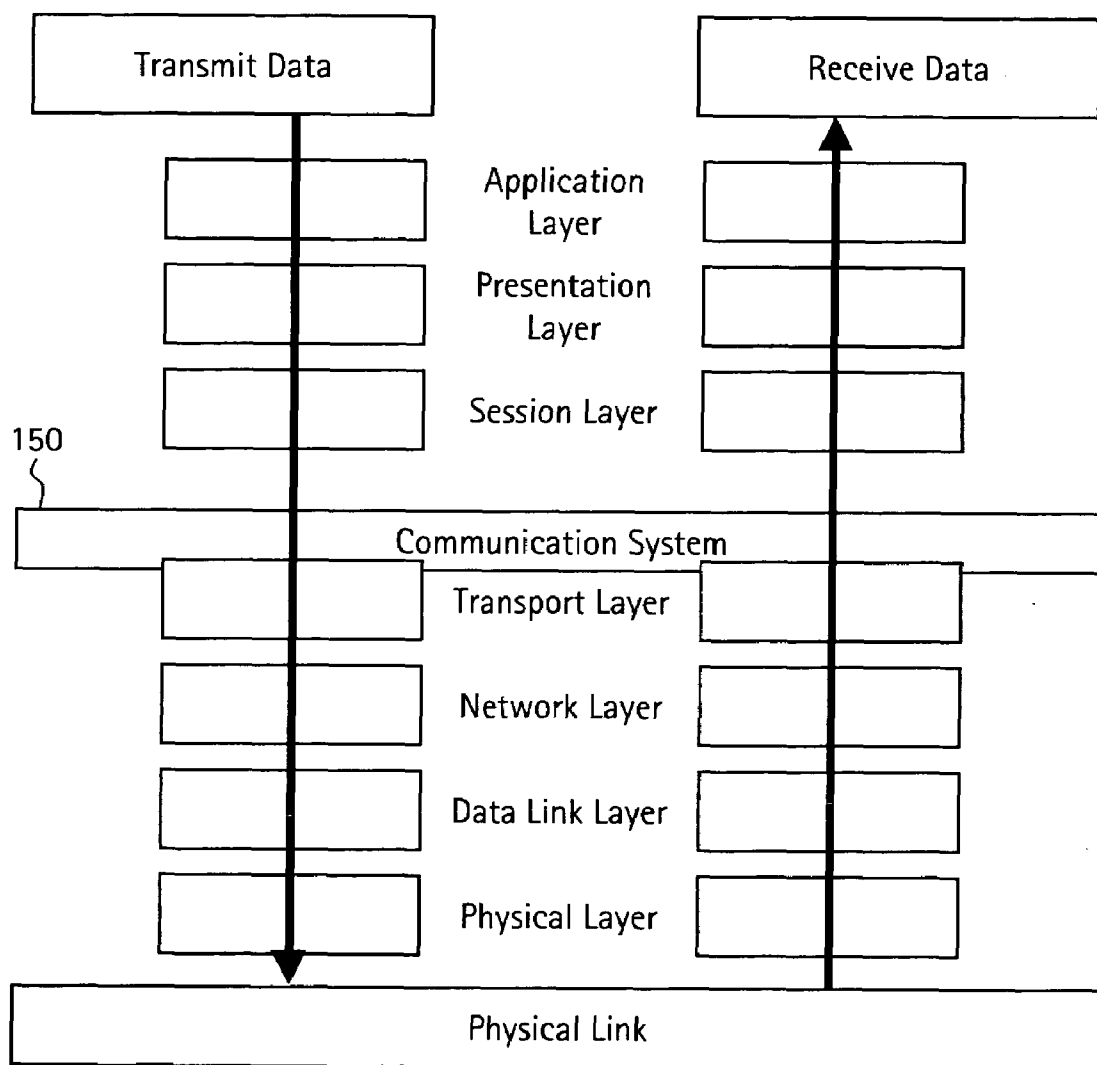 Transmit Data
Receive Data
Application
Layer
Presentation
Layer
Session Layer
150
Communication System
Transport Layer
Network Layer
Data Link Layer
Physical Layer
Physical Link